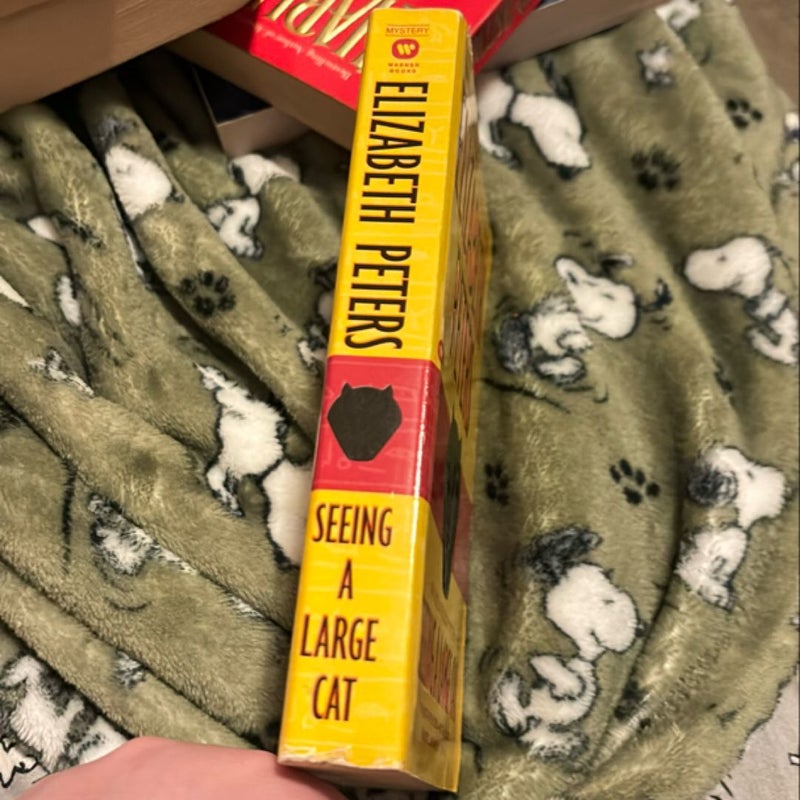 MYSTERY
WARNER
BOOKS
ELIZABETH PETERS
SEEING
A
LARGE
CAT